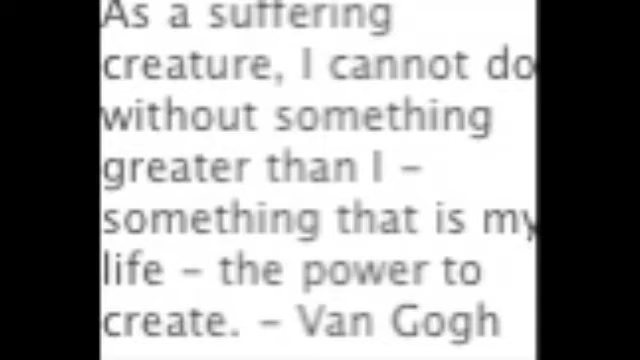 As a suffering
creature, I cannot do
without something
greater than I –
something that is my
life – the power to
create. – Van Gogh